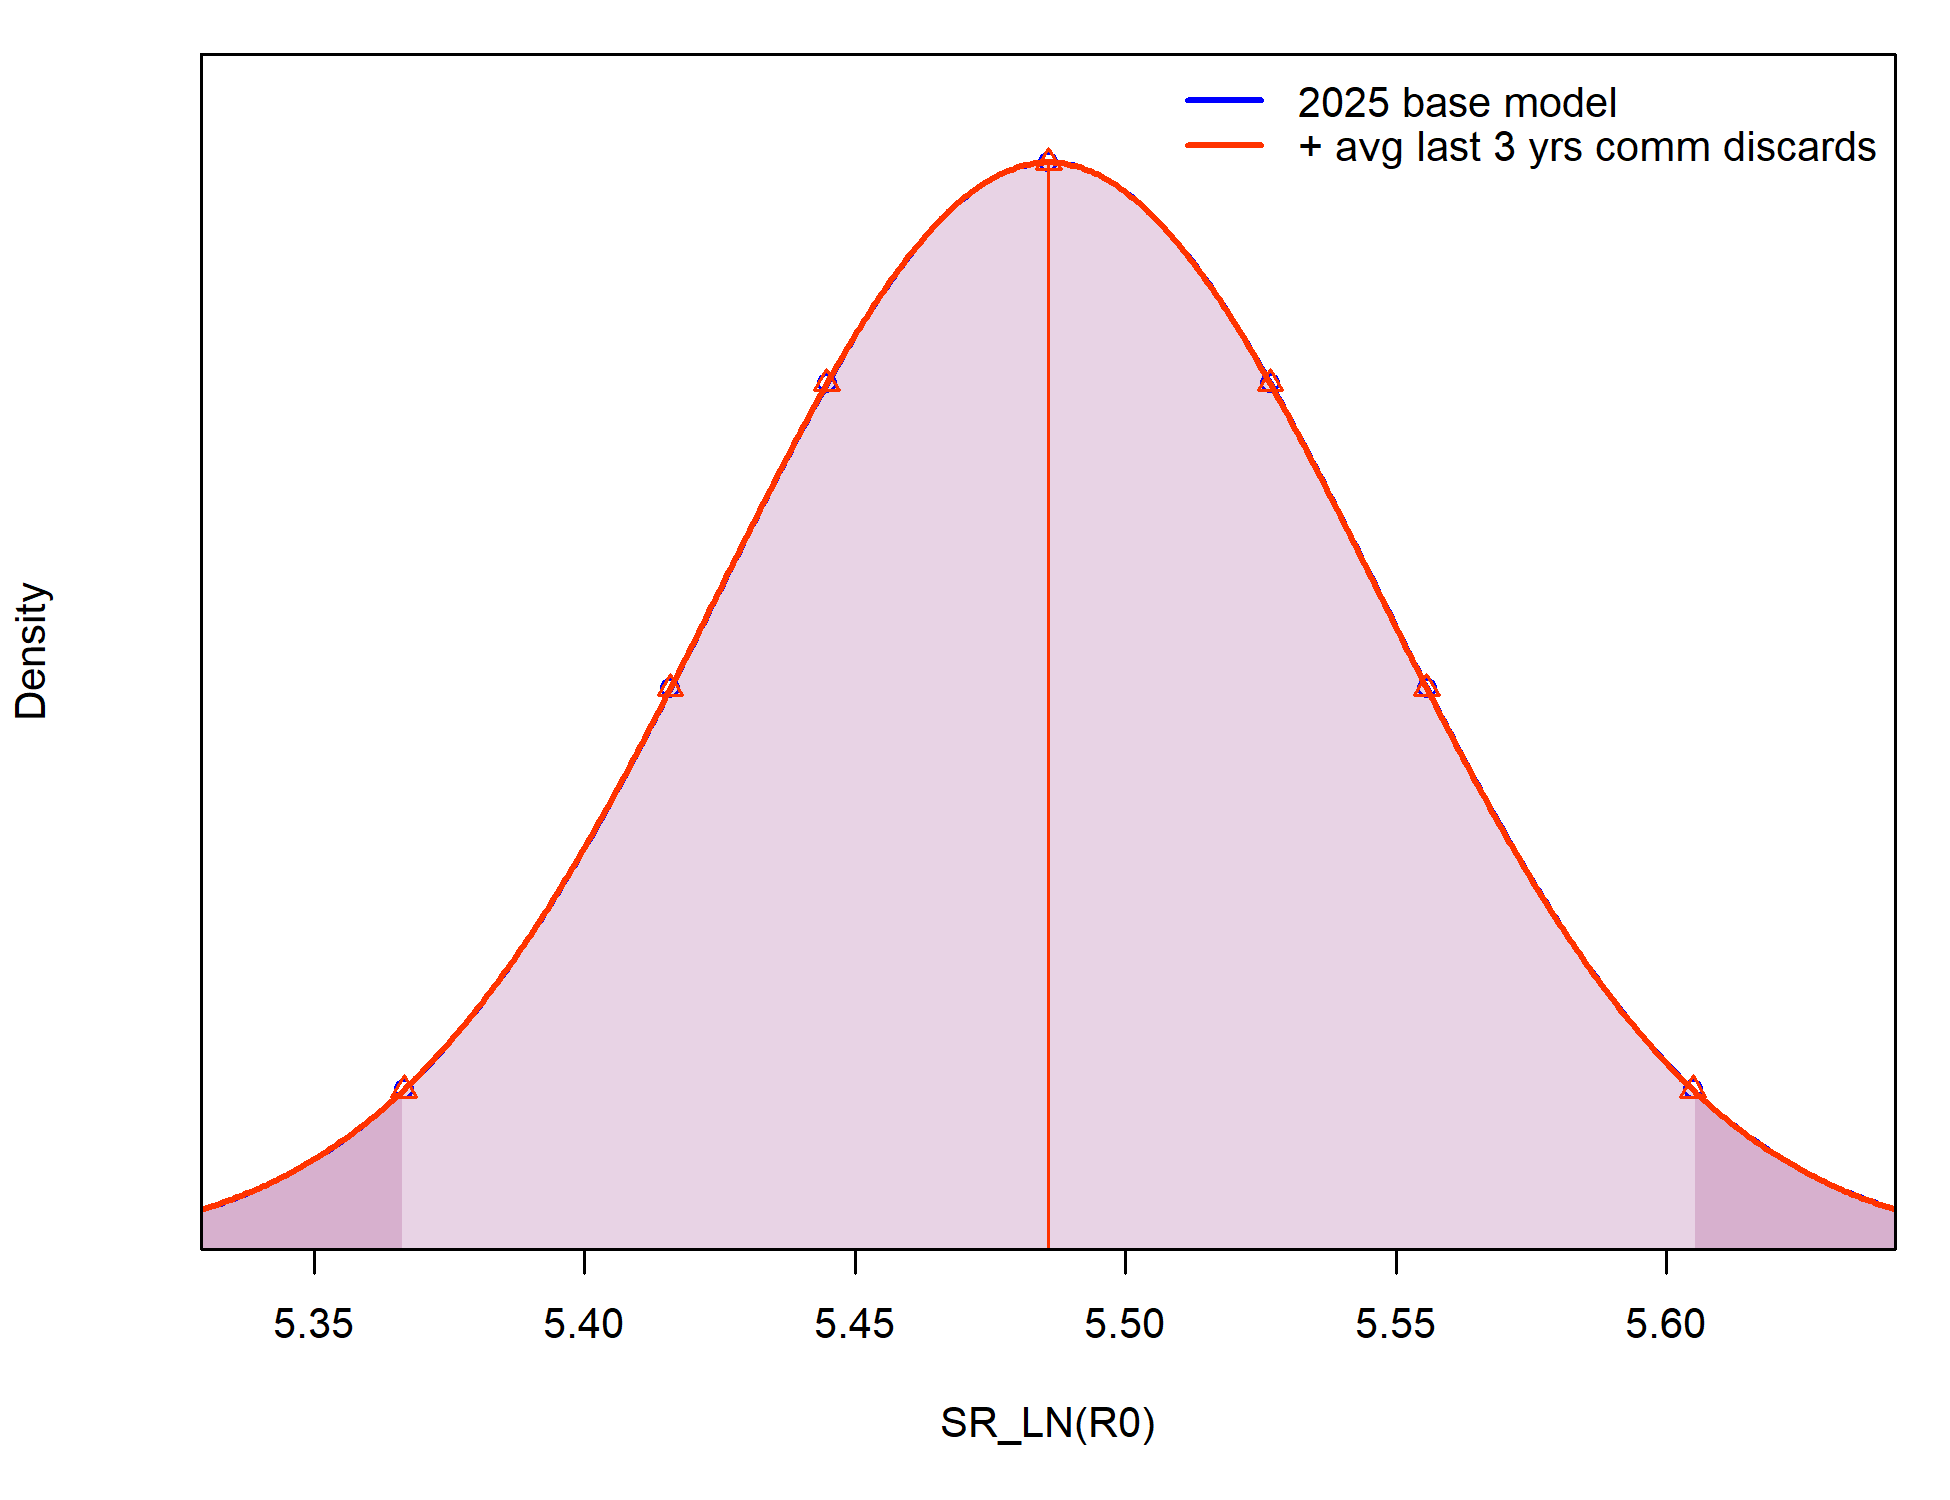 2025 base model
+ avg last 3 yrs comm discards
Density
5.35 5.40 5.45 5.50 5.55 5.60
SR_LN(R0)